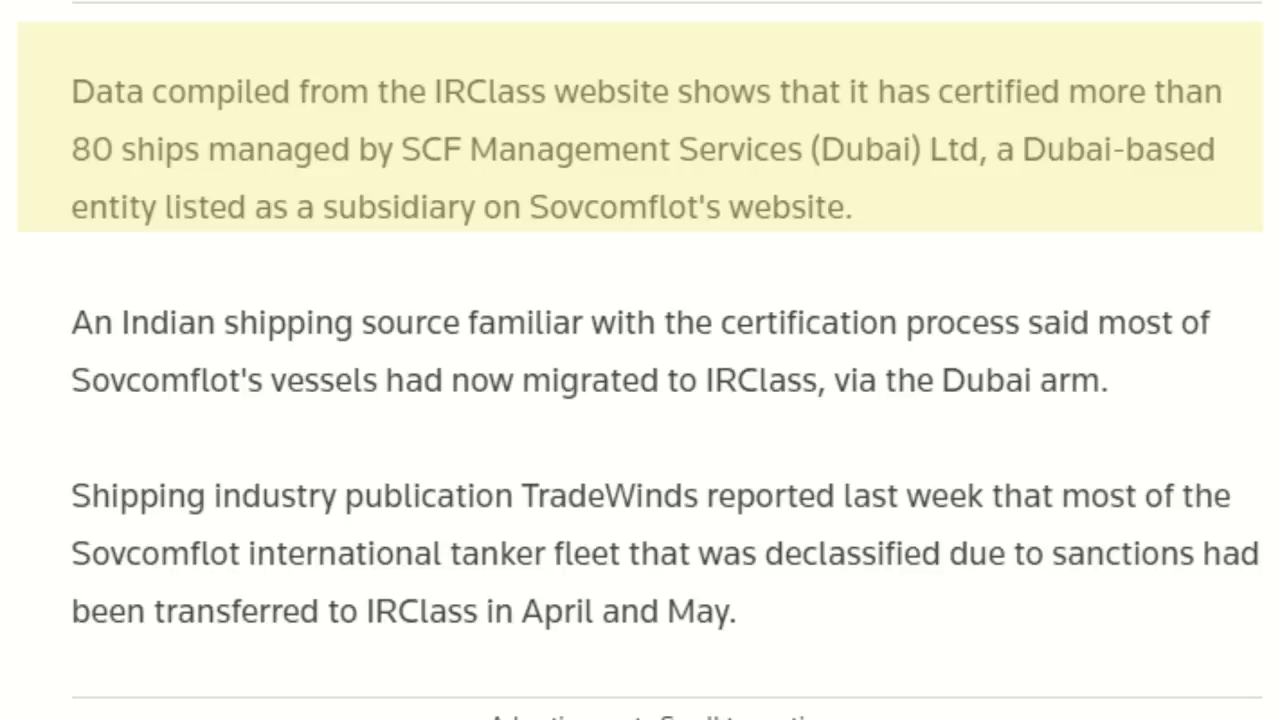 Data compiled from the IRClass website shows that it has certified more than
80 ships managed by SCF Management Services (Dubai) Ltd, a Dubai-based
entity listed as a subsidiary on Sovcomflot's website.
An Indian shipping source familiar with the certification process said most of
Sovcomflot's vessels had now migrated to IRClass, via the Dubai arm.
Shipping industry publication TradeWinds reported last week that most of the
Sovcomflot international tanker fleet that was declassified due to sanctions had
been transferred to IRClass in April and May.